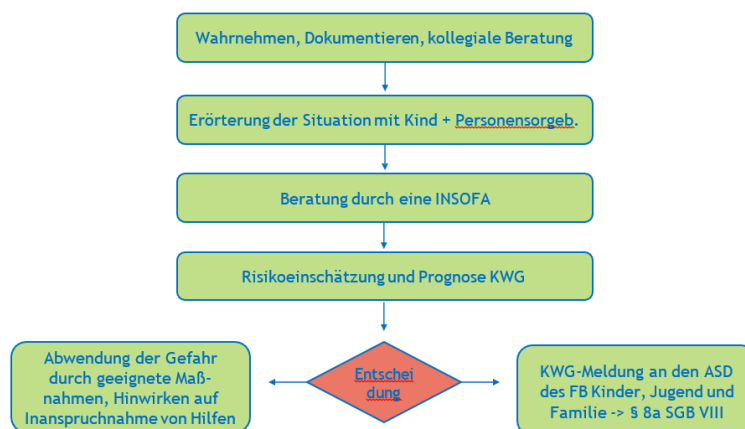 Wahrnehmen, Dokumentieren, kollegiale Beratung
Erörterung der Situation mit Kind + Personensorgeb.
Beratung durch eine INSOFA
Risikoeinschätzung und Prognose KWG
Abwendung der Gefahr
durch geeignete Maß-
nahmen, Hinwirken auf
Inanspruchnahme von Hilfen
Entschei
dung
KWG-Meldung an den ASD
des FB Kinder, Jugend und
Familie -> § 8a SGB VIII